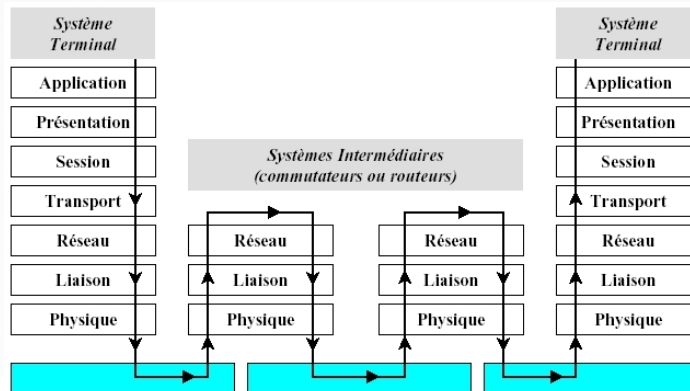 Système
Terminal
Application
Présentation
Session
Transport
Réseau
Liaison
Physique
Systèmes Intermédiaires
(commutateurs ou routeurs)
Réseau
Liaison
Physique
Réseau
Liaison
Physique
Système
Terminal
Application
Présentation
Session
Transport
Réseau
Liaison
Physique